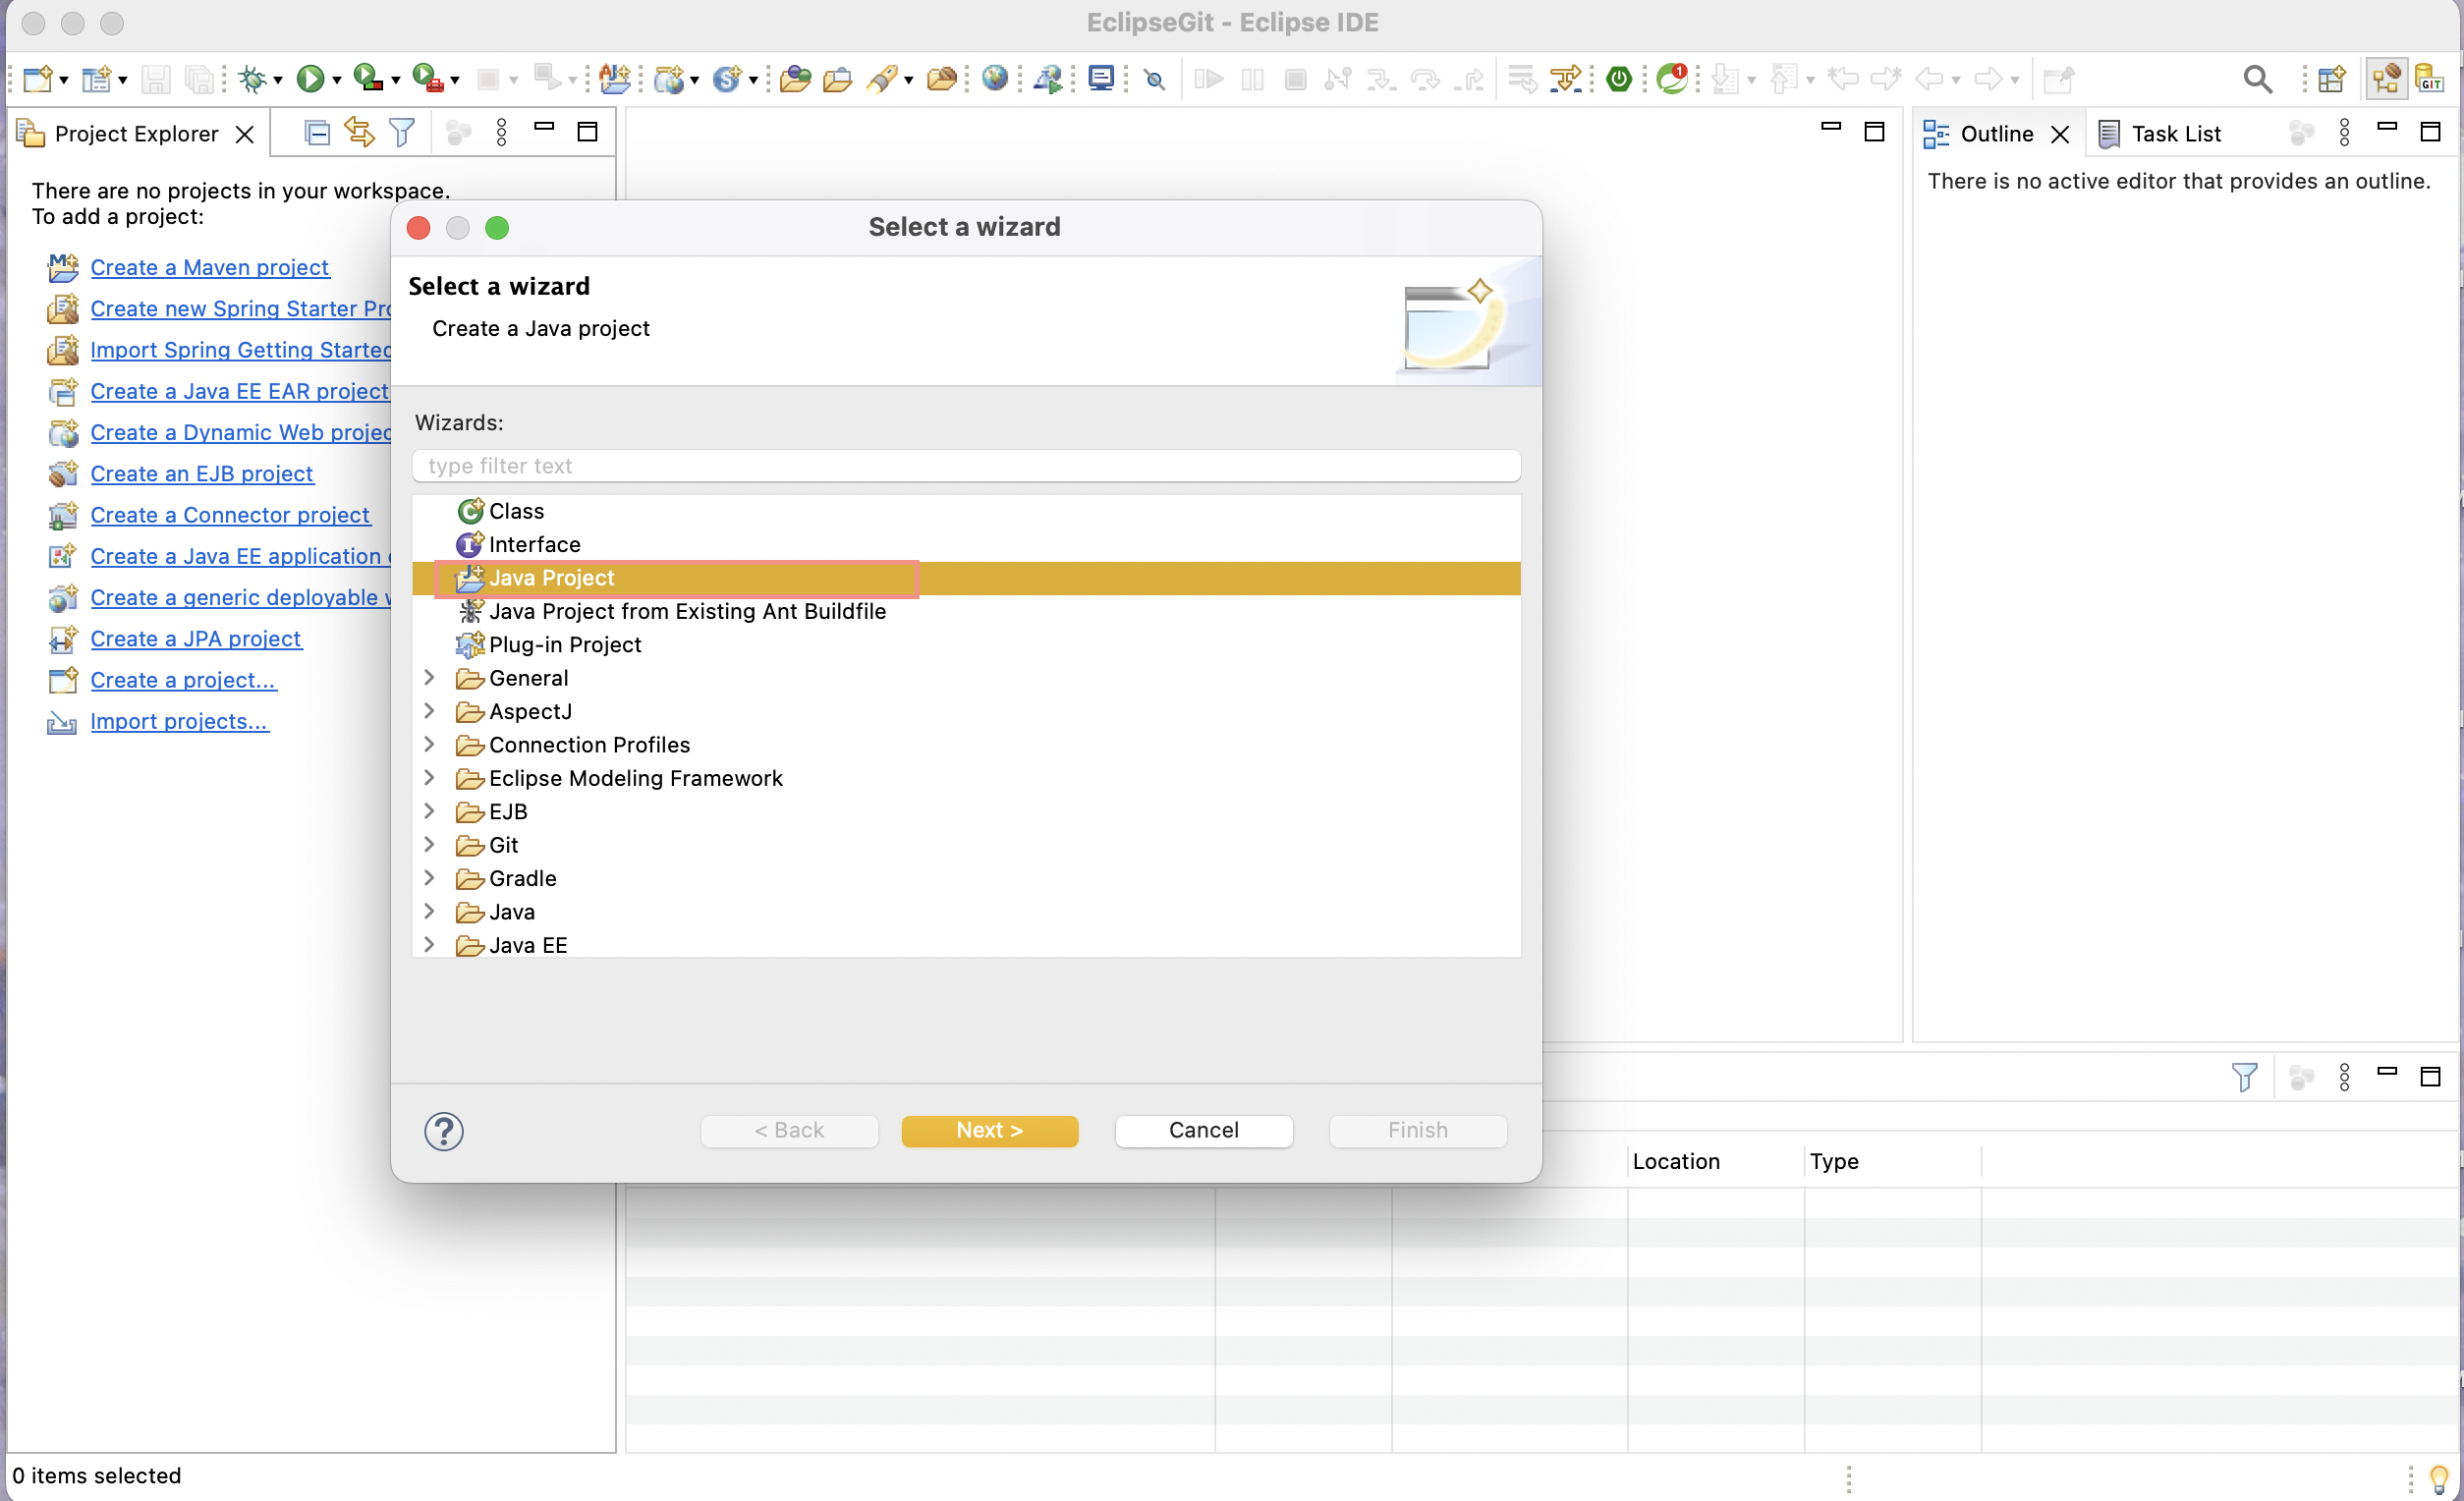 EclipseGit - Eclipse IDE
1
GIT
Project Explorer
Outline
Task List
There are no projects in your workspace.
To add a project:
There is no active editor that provides an outline.
Create a Maven project
Create new Spring Starter Pro
Import Spring Getting Started
Create a Java EE EAR project
Create a Dynamic Web projec
Create an EJB project
Create a Connector project
Create a Java EE application
Create a generic deployable
Create a JPA project
Create a project...
Import projects...
Select a wizard
Select a wizard
Create a Java project
Wizards:
type filter text
Class
Interface
Java Project
Java Project from Existing Ant Buildfile
Plug-in Project
General
AspectJ
Connection Profiles
Eclipse Modeling Framework
EJB
Git
Gradle
Java
Java EE
?
< Back
Next >
Cancel
Finish
Location
Type
0 items selected